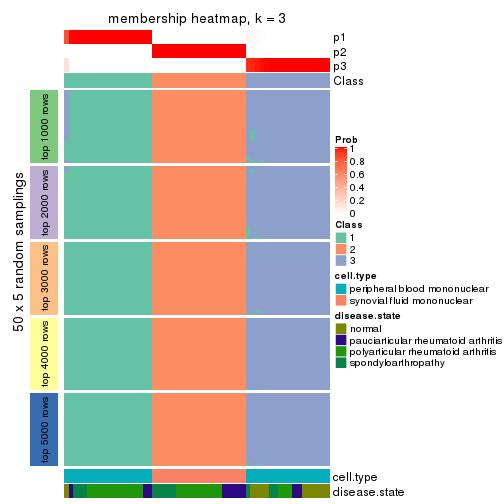 membership heatmap, k = 3
p1
p2
p3
Class
50 x 5 random samplings
top 1000 rows
top 2000 rows
top 3000 rows
top 4000 rows
top 5000 rows
cell.type
disease.state
Prob
1
0.8
0.6
0.4
0.2
0
Class
1
2
3
cell.type
peripheral blood mononuclear
synovial fluid mononuclear
disease.state
normal
pauciarticular rheumatoid arthritis
polyarticular rheumatoid arthritis
spondyloarthropathy